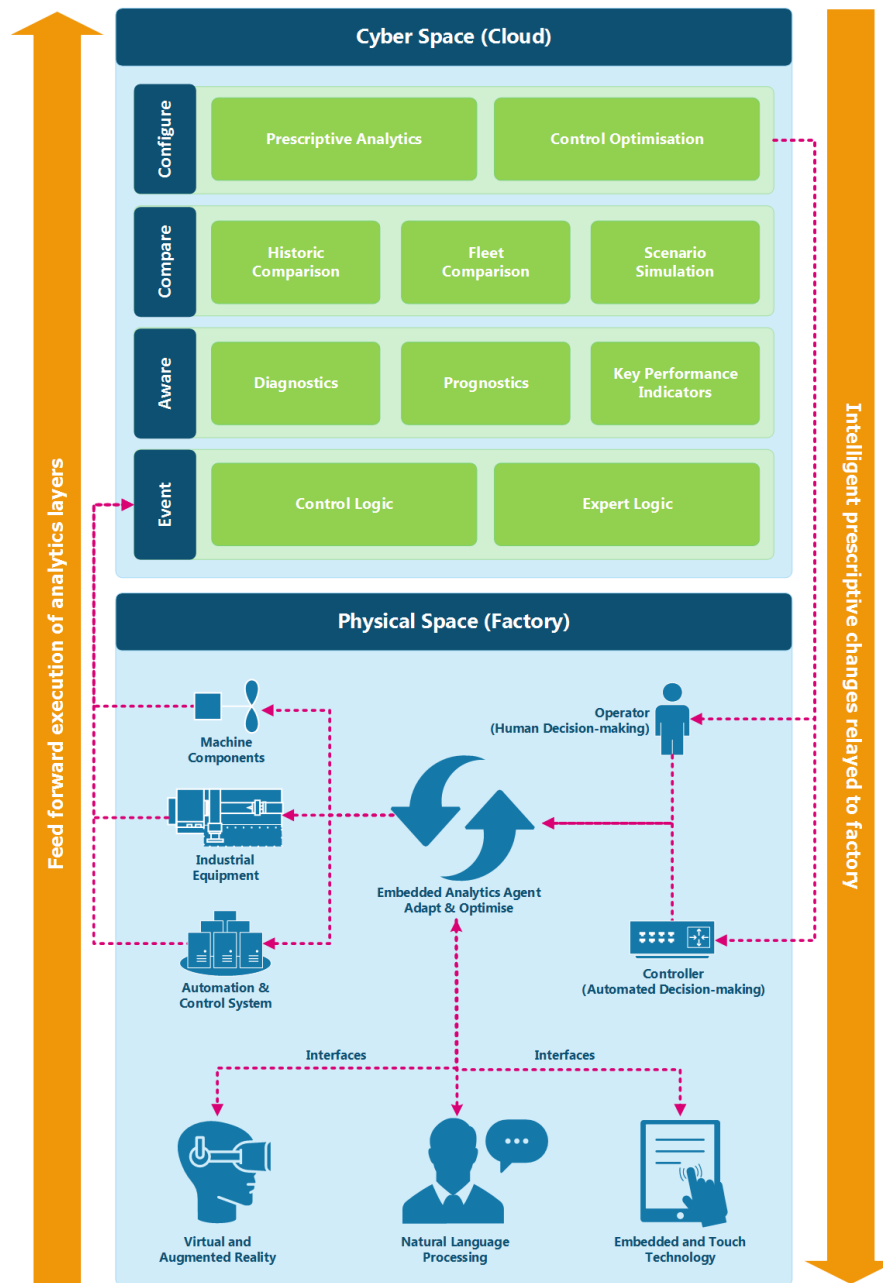 Cyber Space (Cloud)
Configure
Prescriptive Analytics
Control Optimisation
Compare
Historic
Comparison
Fleet
Comparison
Scenario
Simulation
Aware
Diagnostics
Prognostics
Key Performance
Indicators
Event
Control Logic
Expert Logic
Feed forward execution of analytics layers
Intelligent prescriptive changes relayed to factory
Physical Space (Factory)
Machine
Components
Operator
(Human Decision-making)
Industrial
Equipment
Embedded Analytics Agent
Adapt & Optimise
Automation &
Control System
Controller
(Automated Decision-making)
Interfaces
Interfaces
Virtual and
Augmented Reality
Natural Language
Processing
Embedded and Touch
Technology